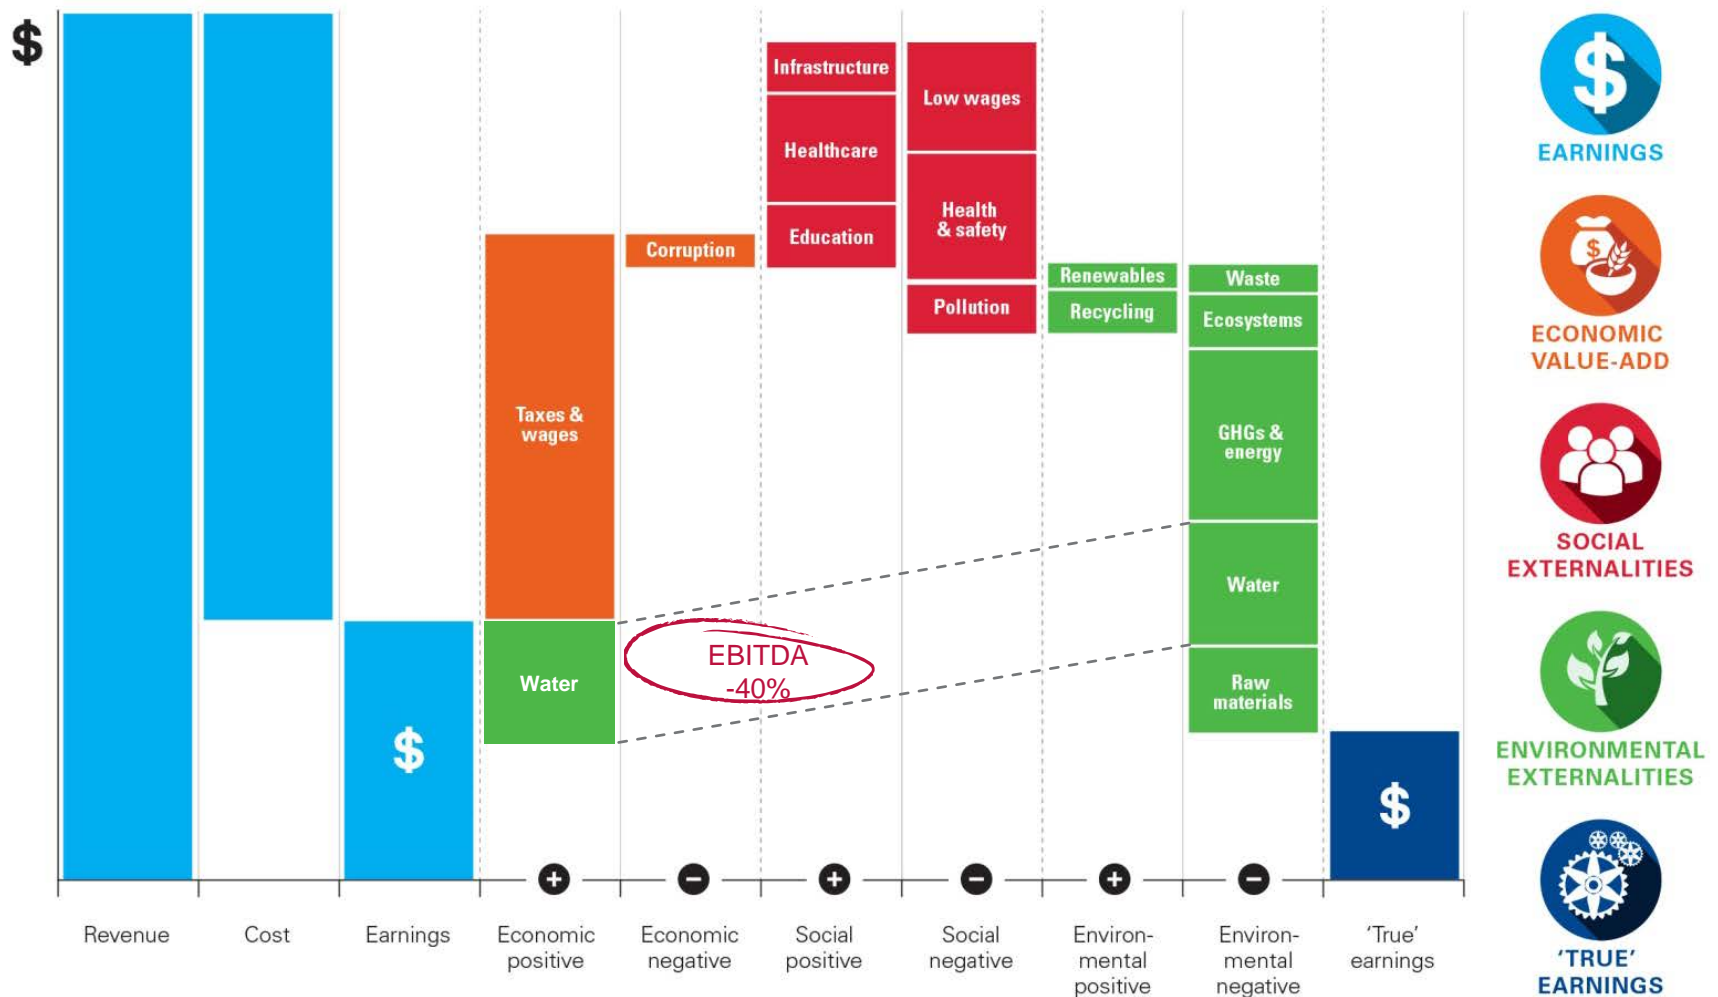 $
Infrastructure
Healthcare
Education
Low wages
Health
& safety
Pollution
Corruption
Taxes &
wages
Water
EBITDA
-40%
Renewables
Recycling
Waste
Ecosystems
GHGs &
energy
Water
Raw
materials
$
$
+
−
+
−
+
−
Revenue
Cost
Earnings
Economic
positive
Economic
negative
Social
positive
Social
negative
Environ-
mental
positive
Environ-
mental
negative
‘True’
earnings
$
EARNINGS
$
ECONOMIC
VALUE-ADD
SOCIAL
EXTERNALITIES
ENVIRONMENTAL
EXTERNALITIES
‘TRUE’
EARNINGS